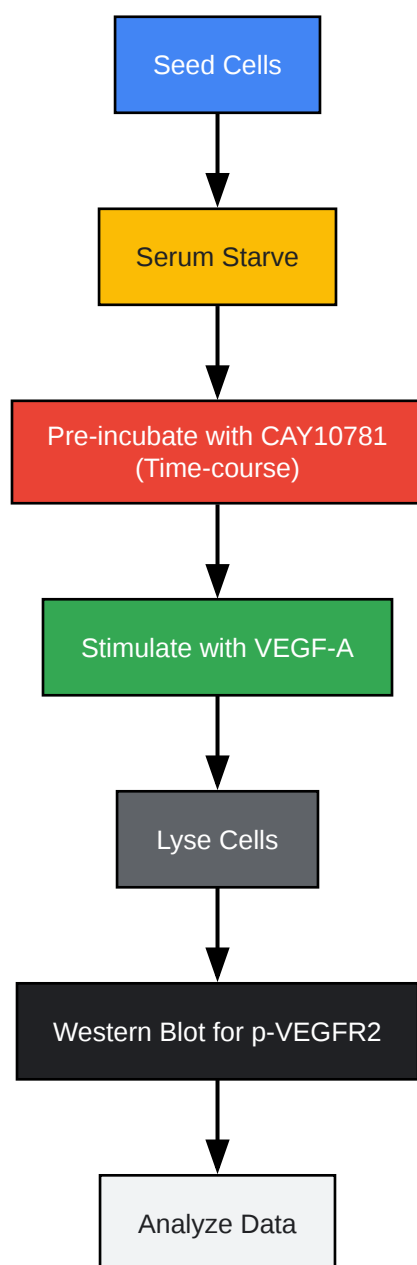 Seed Cells
Serum Starve
Pre-incubate with CAY10781
(Time-course)
Stimulate with VEGF-A
Lyse Cells
Western Blot for p-VEGFR2
Analyze Data